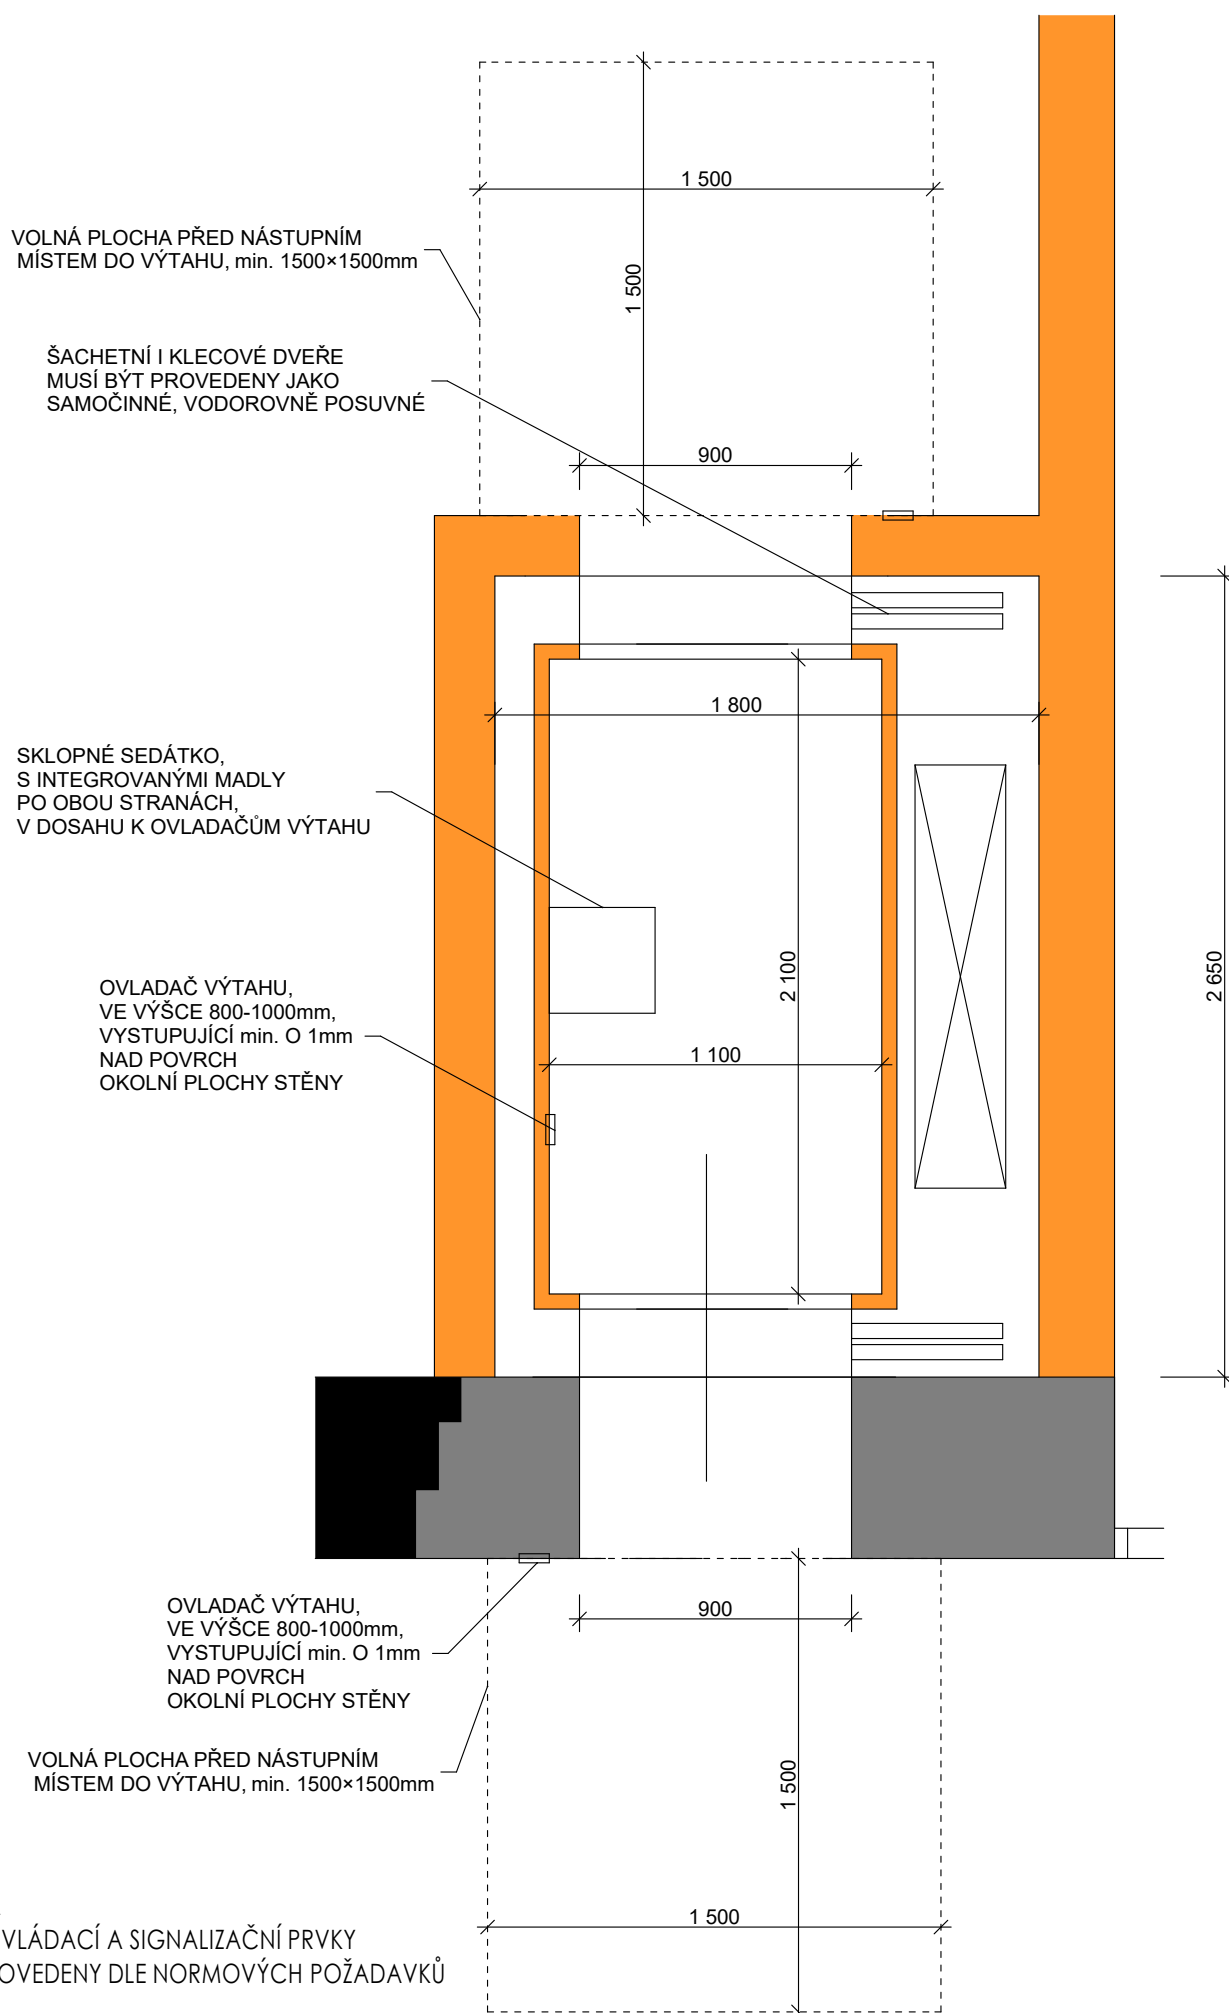 1 500
VOLNÁ PLOCHA PŘED NÁSTUPNÍM
MÍSTEM DO VÝTAHU, min. 1500×1500mm
1 500
ŠACHETNÍ I KLECOVÉ DVEŘE
MUSÍ BÝT PROVEDENY JAKO
SAMOČINNÉ, VODOROVNĚ POSUVNÉ
900
1 800
SKLOPNÉ SEDÁTKO,
S INTEGROVANÝMI MADLY
PO OBOU STRANÁCH,
V DOSAHU K OVLADAČŮM VÝTAHU
2 100
2 650
OVLADAČ VÝTAHU,
VE VÝŠCE 800-1000mm,
VYSTUPUJÍCÍ min. O 1mm
NAD POVRCH
OKOLNÍ PLOCHY STĚNY
1 100
OVLADAČ VÝTAHU,
VE VÝŠCE 800-1000mm,
VYSTUPUJÍCÍ min. O 1mm
NAD POVRCH
OKOLNÍ PLOCHY STĚNY
900
VOLNÁ PLOCHA PŘED NÁSTUPNÍM
MÍSTEM DO VÝTAHU, min. 1500×1500mm
1 500
1 500
VLÁDACÍ A SIGNALIZAČNÍ PRVKY
OVEDENY DLE NORMOVÝCH POŽADAVKŮ